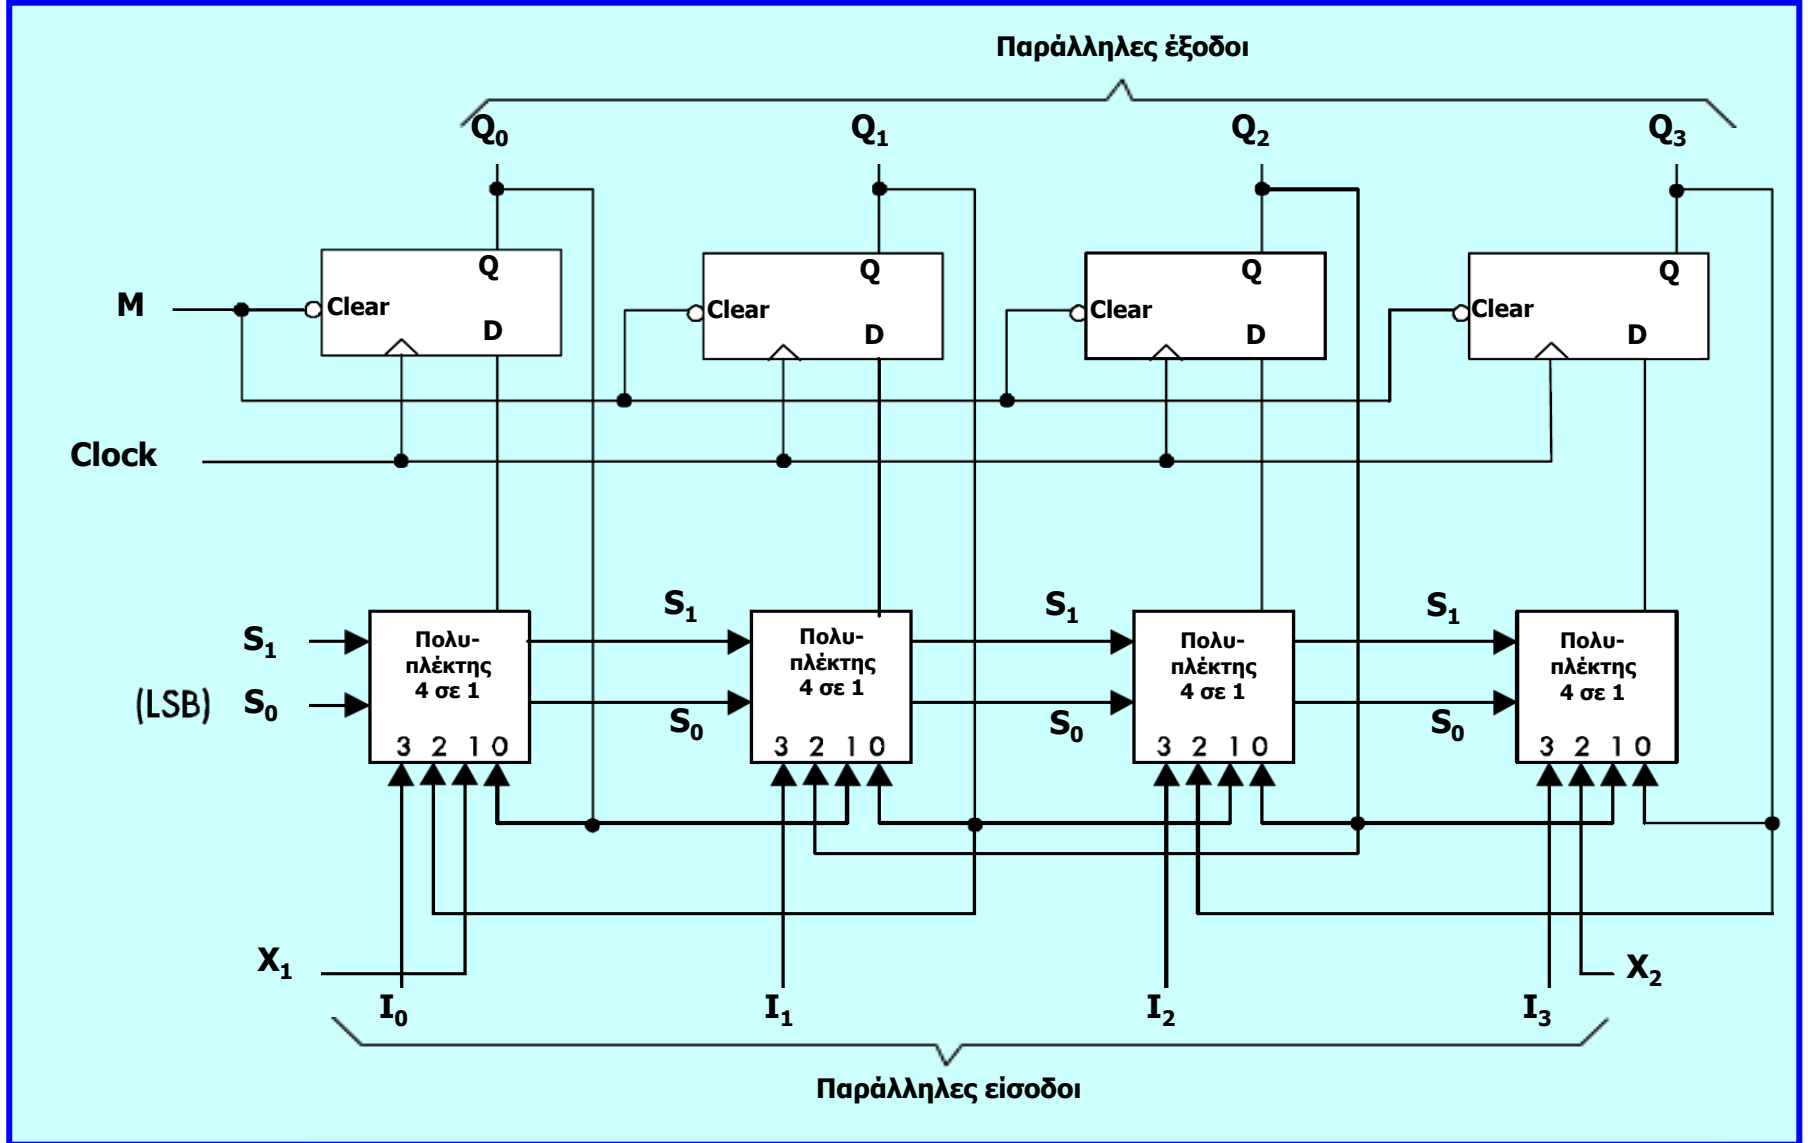 Παράλληλες έξοδοι
Q0 Q1 Q2 Q3
Q Q Q Q
M Clear Clear Clear Clear
D D D D
Clock
S1 S1 S1 S1
Πολυ- Πολυ- Πολυ- Πολυ-
πλέκτης πλέκτης πλέκτης πλέκτης
4 σε 1 4 σε 1 4 σε 1 4 σε 1
(LSB) S0 S0 S0 S0
3 2 1 0 3 2 1 0 3 2 1 0 3 2 1 0
X1 X2
I0 I1 I2 I3
Παράλληλες είσοδοι